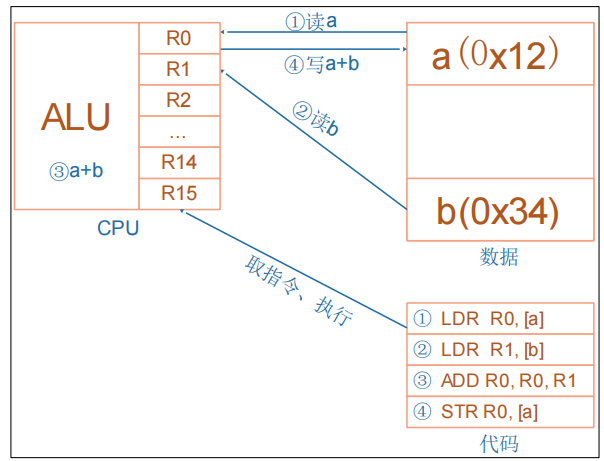 ①读a
R0
④写a+b
a(0x12)
R1
②读b
ALU
R2
...
③a+b
R14
R15
b(0x34)
CPU
数据
取指令、执行
① LDR R0, [a]
② LDR R1, [b]
③ ADD R0, R0, R1
④ STR R0, [a]
代码